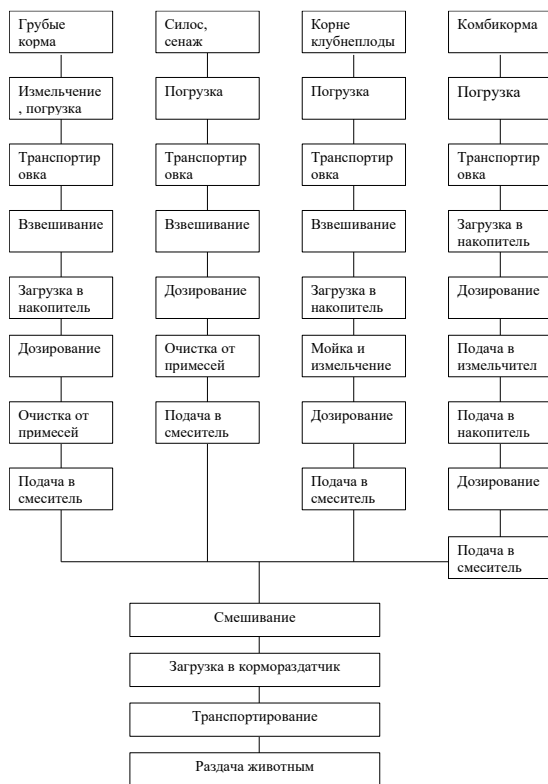 Грубые
корма
Измельчение
, погрузка
Транспортир
овка
Взвешивание
Загрузка в
накопитель
Дозирование
Очистка от
примесей
Подача в
смеситель
Силос,
сенаж
Погрузка
Транспортир
овка
Взвешивание
Дозирование
Очистка от
примесей
Подача в
смеситель
Корне
клубнеплоды
Погрузка
Транспортир
овка
Взвешивание
Загрузка в
накопитель
Мойка и
измельчение
Дозирование
Подача в
смеситель
Комбикорма
Погрузка
Транспортир
овка
Загрузка в
накопитель
Дозирование
Подача в
измельчител
Подача в
накопитель
Дозирование
Подача в
смеситель
Смешивание
Загрузка в кормораздатчик
Транспортирование
Раздача животным